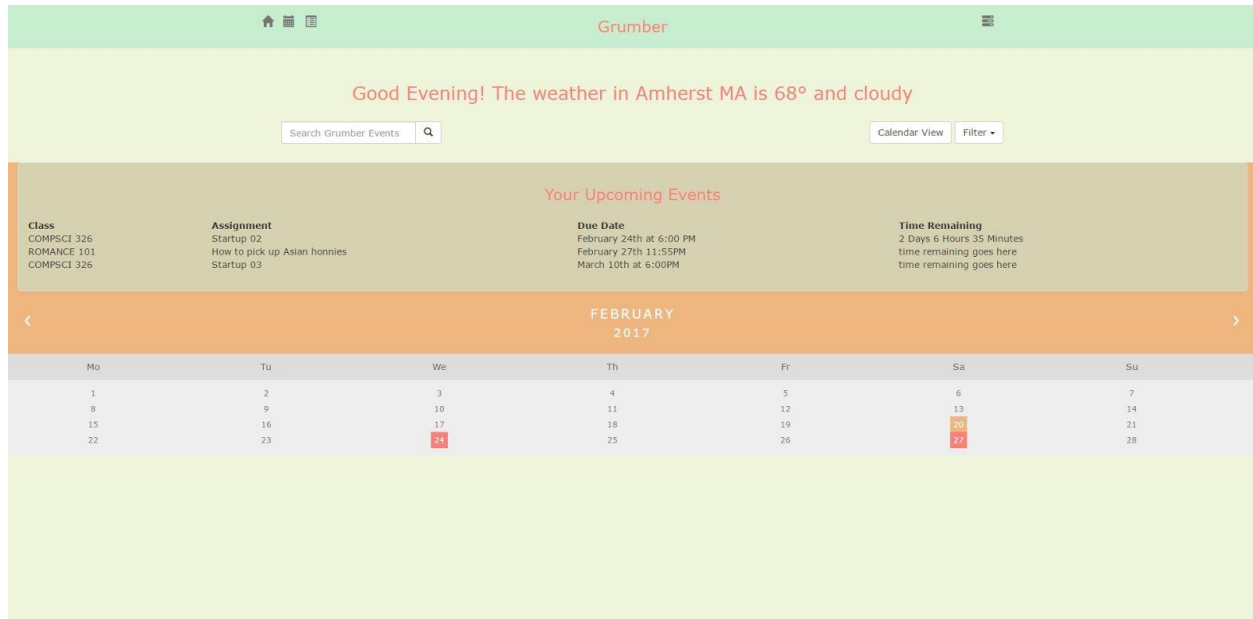 Grumber
Good Evening! The weather in Amherst MA is 68° and cloudy
Search Grumber Events Calendar View Filter
Your Upcoming Events
Class Assignment Due Date Time Remaining
COMPSCI 326 Startup 02 February 24th at 6:00 PM 2 Days 6 Hours 35 Minutes
ROMANCE 101 How to pick up Asian honnies February 27th 11:55PM time remaining goes here
COMPSCI 326 Startup 03 March 10th at 6:00PM time remaining goes here
FEBRUARY
2017
Mo Tu We Th Fr Sa Su
1 2 3 4 5 6 7
8 9 10 11 12 13 14
15 16 17 18 19 20 21
22 23 24 25 26 27 28